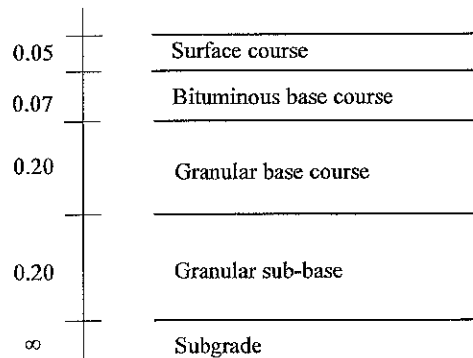 0.05 Surface course
0.07 Bituminous base course
0.20 Granular base course
0.20 Granular sub-base
∞ Subgrade